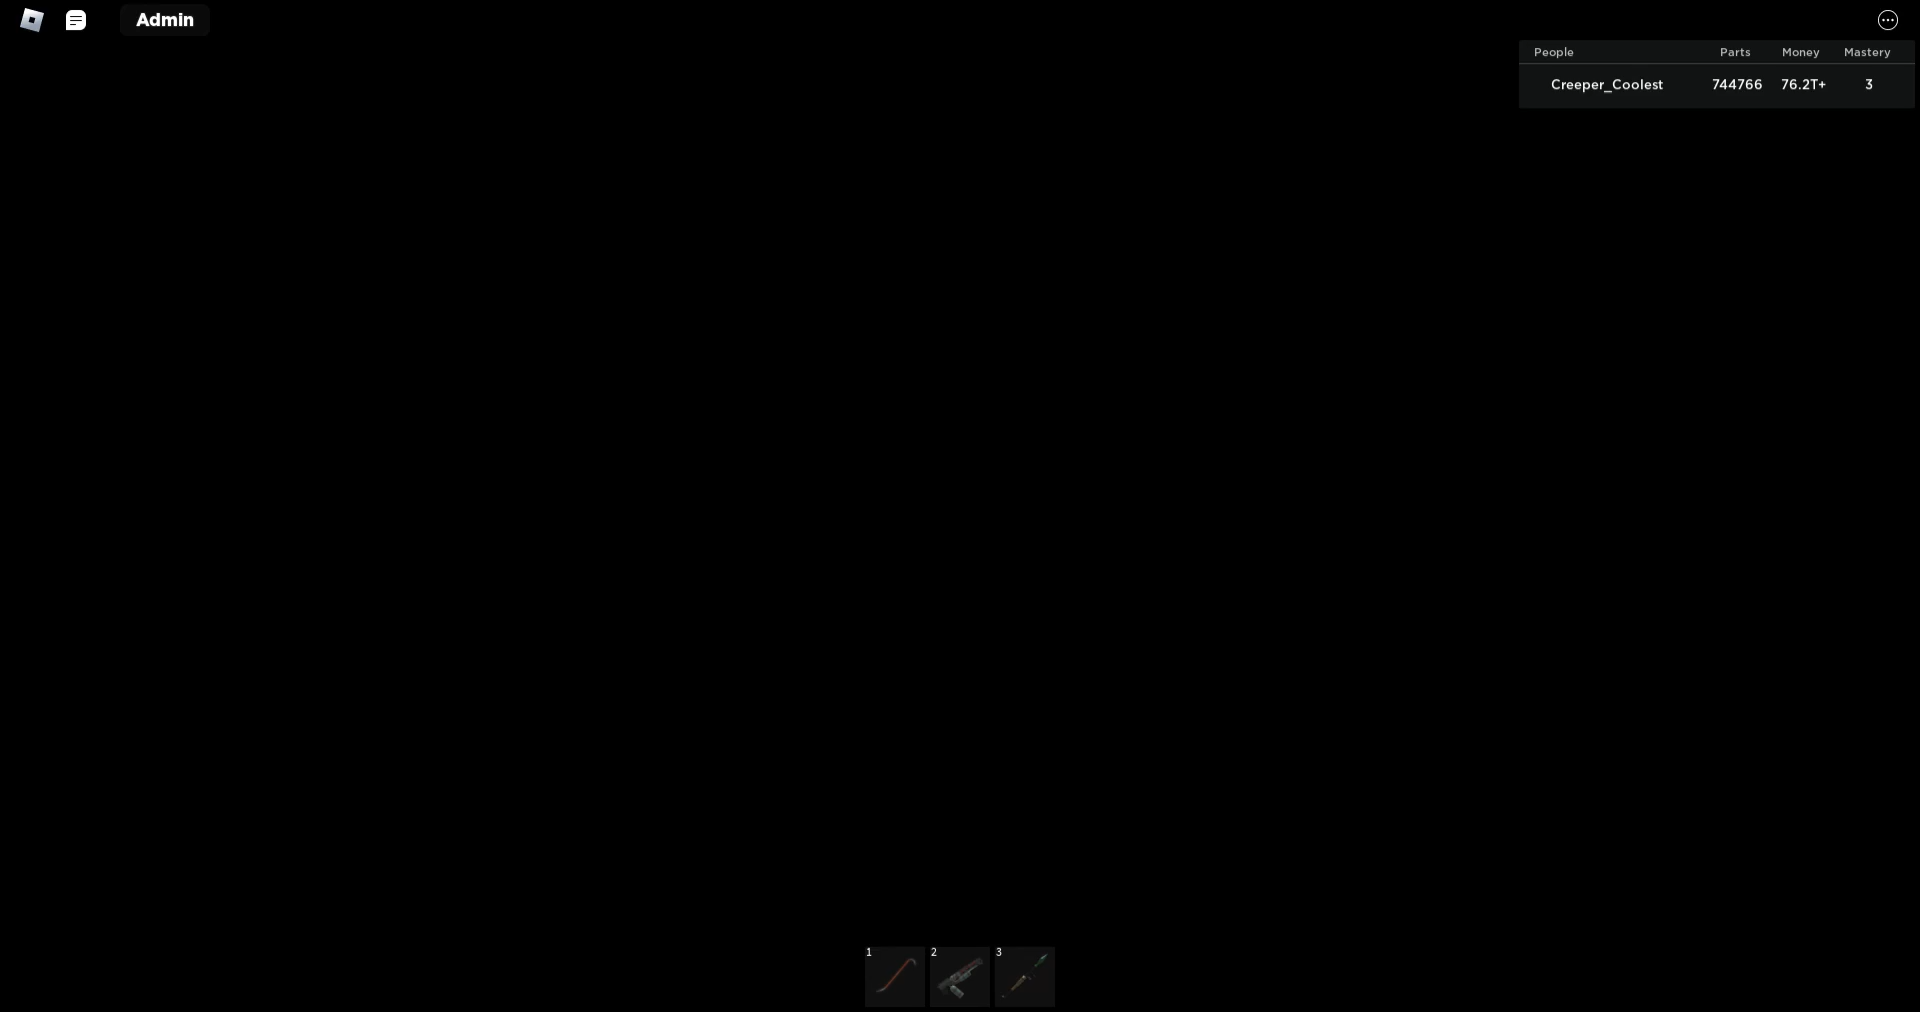 Admin
People Parts Money Mastery
Creeper_Coolest 744766 76.2T+ 3
1 2 3